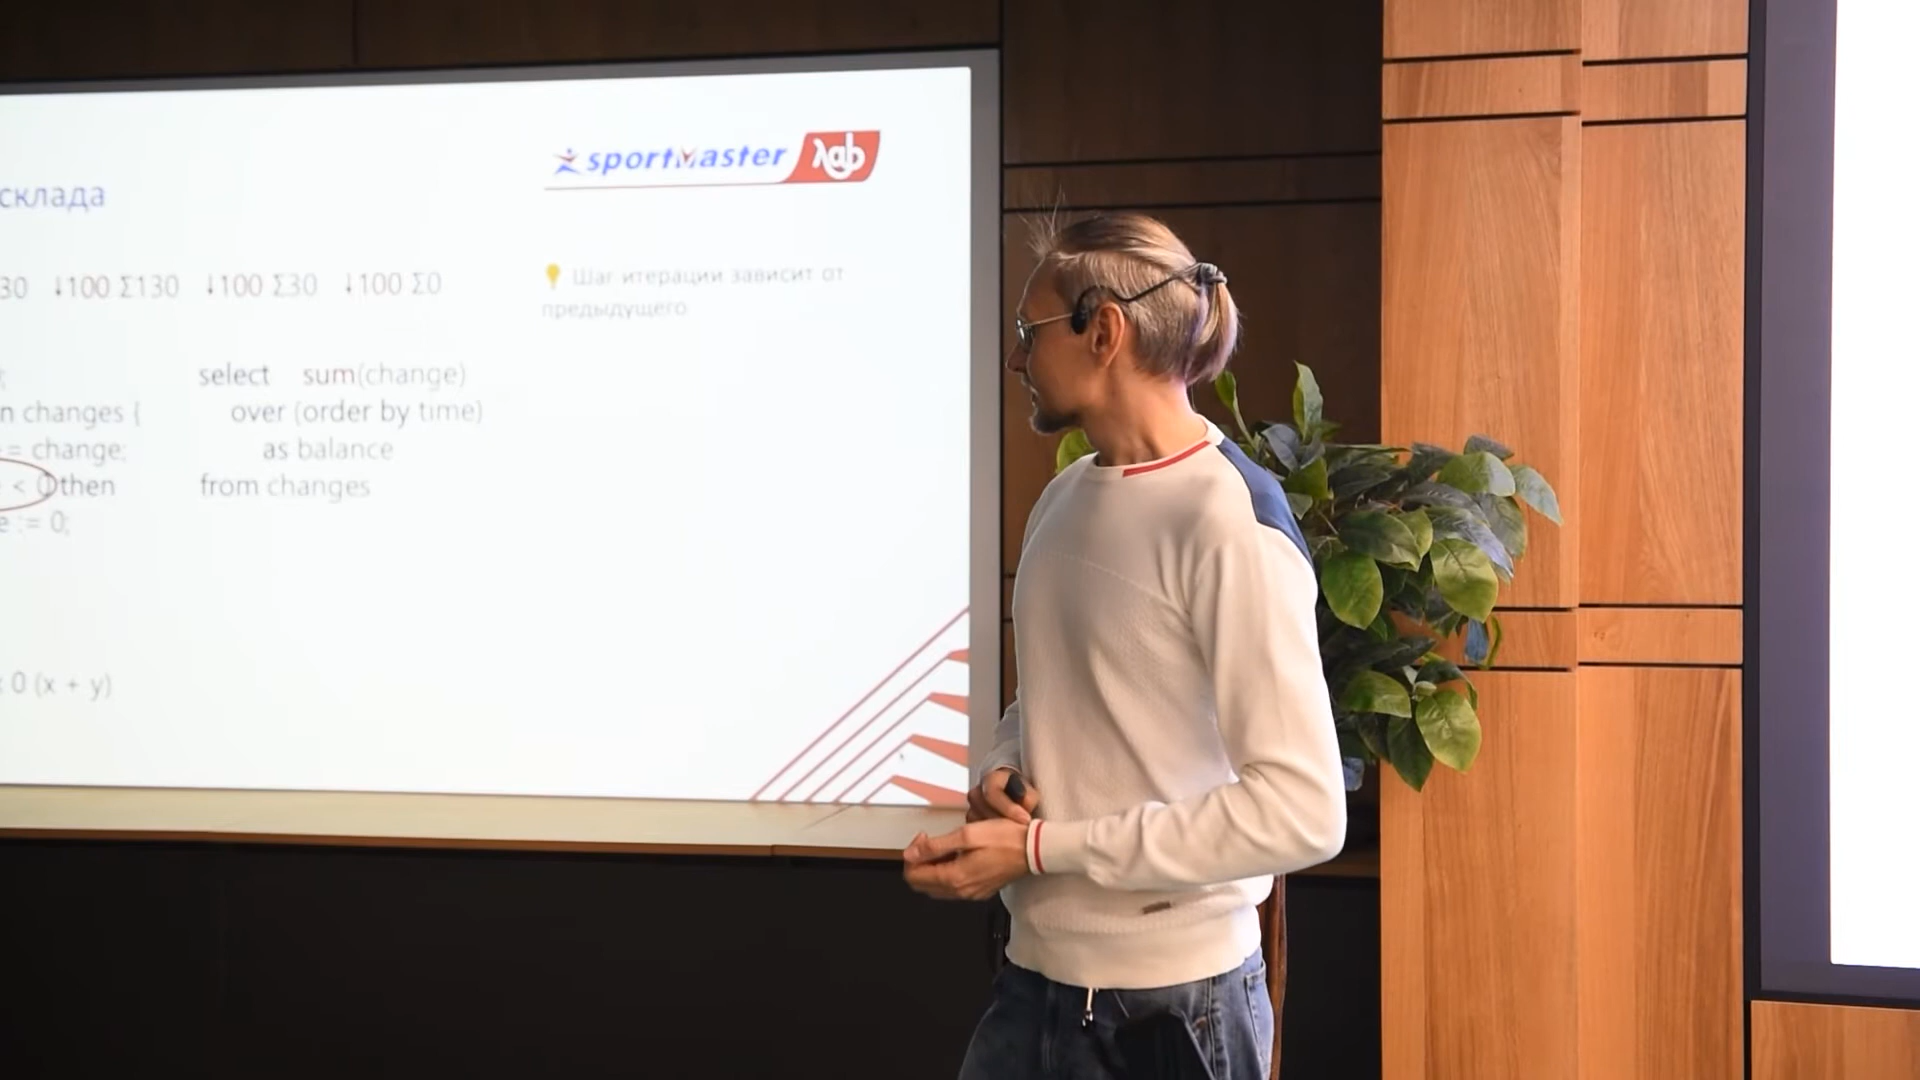 sportmaster лab
склада
30 ↓100 Σ130 ↓100 Σ30 ↓100 Σ0
Шаг итерации зависит от
предыдущего
n changes {
= change;
< 0 then
e := 0;
select sum(change)
over (order by time)
as balance
from changes
0 (x + y)